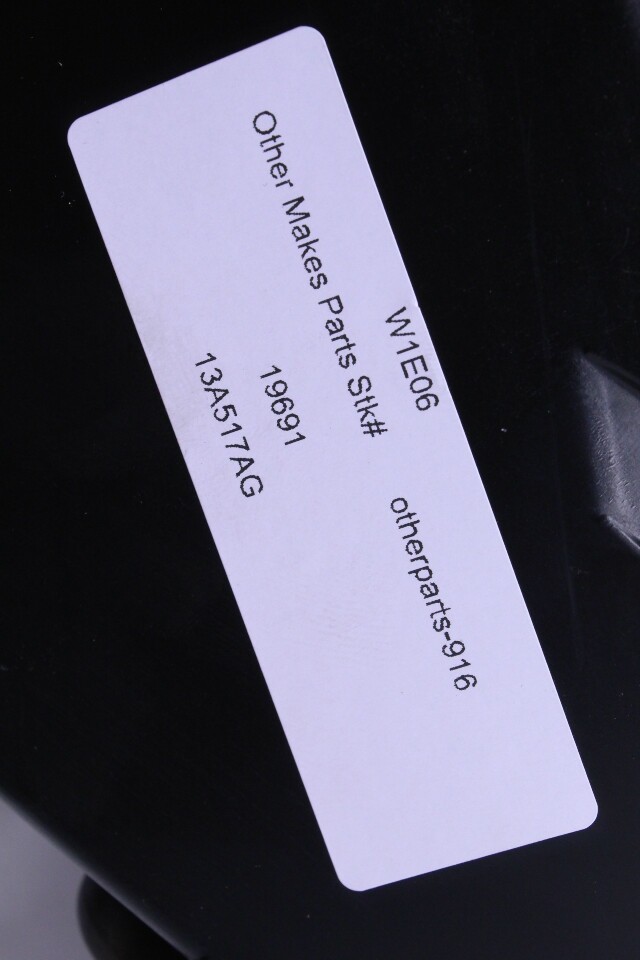 W1E06
otherparts-916
Other Makes Parts Stk#
19691
13A517AG